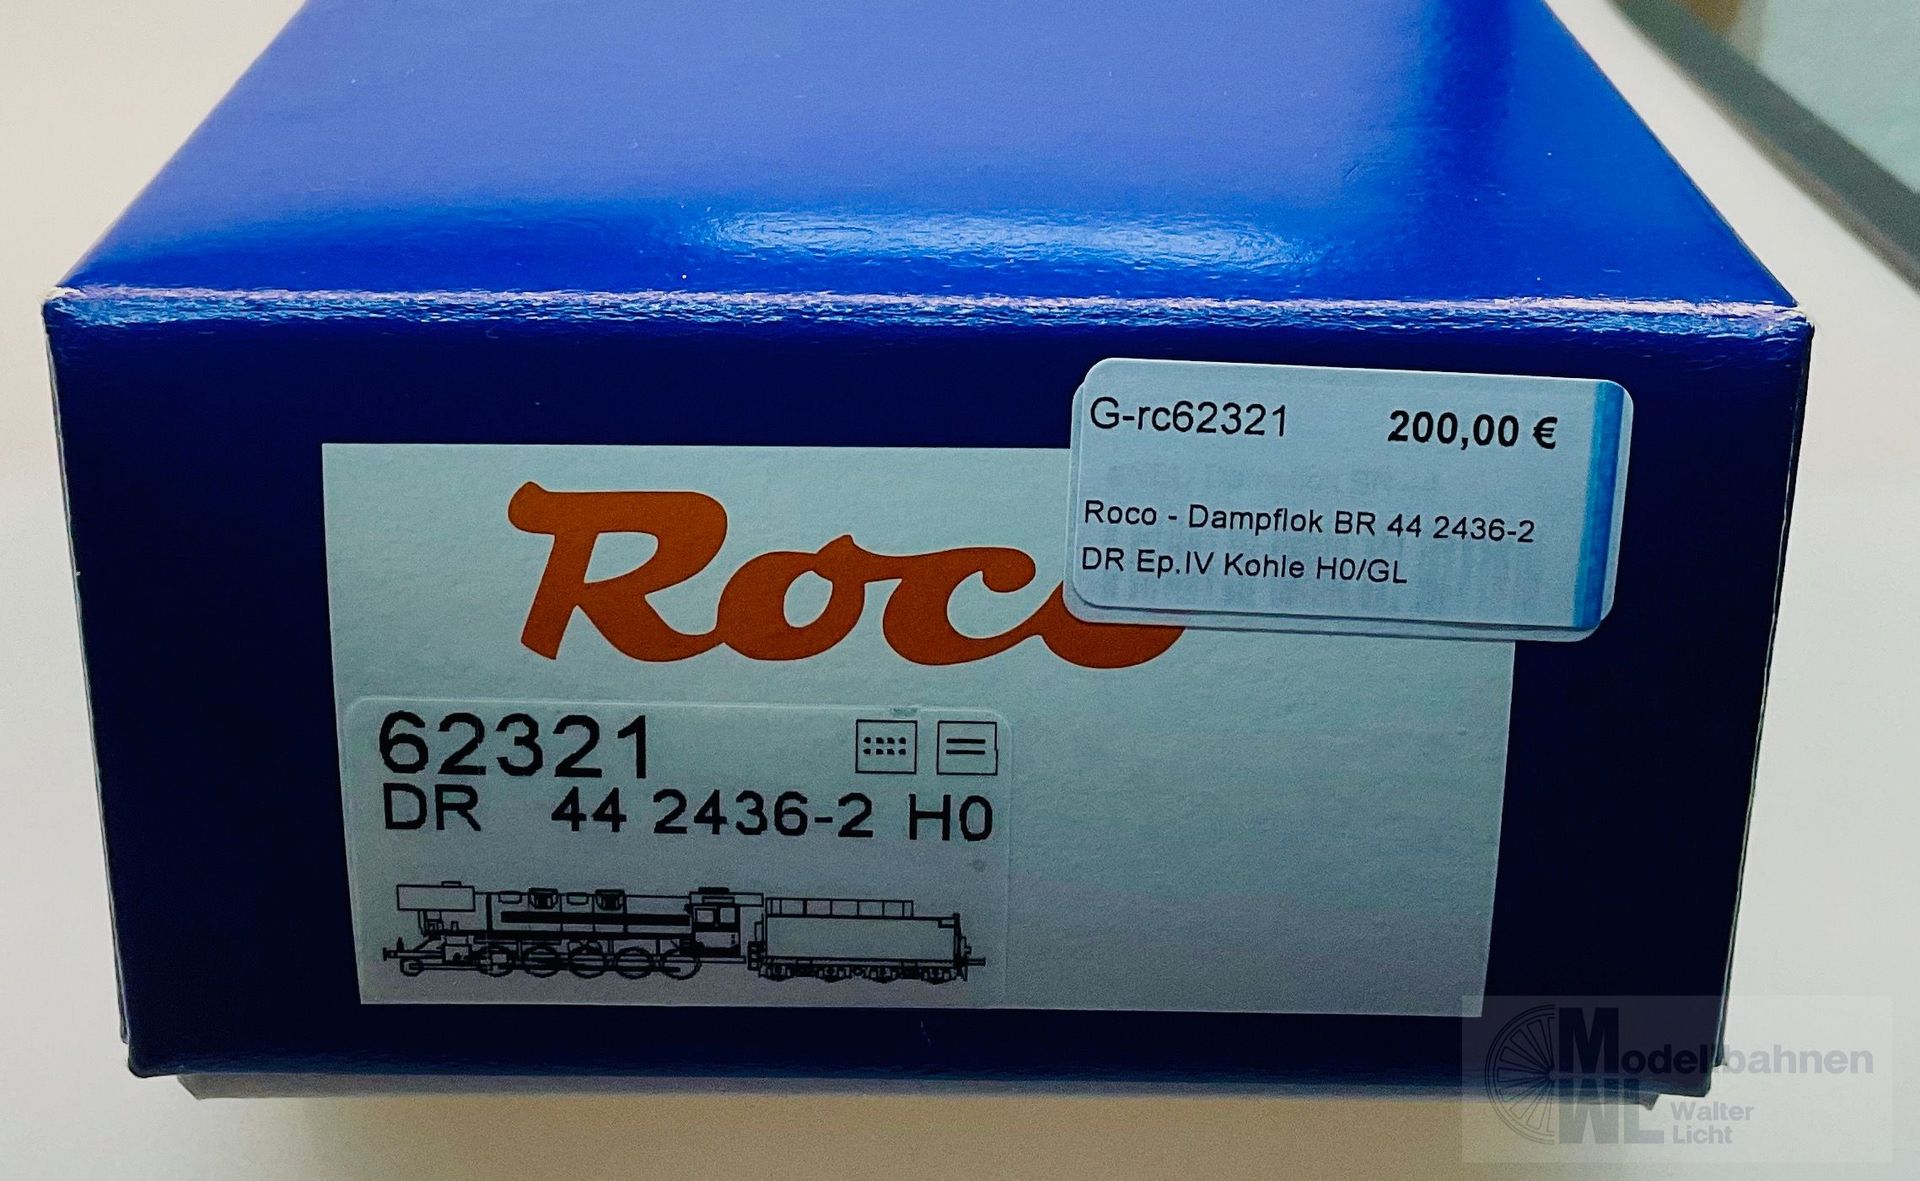 G-rc62321 200,00 €
Roco - Dampflok BR 44 2436-2
DR Ep.IV Kohle H0/GL
Roco
62321
DR 44 2436-2 H0
Modellbahnen
WL Walter
Licht